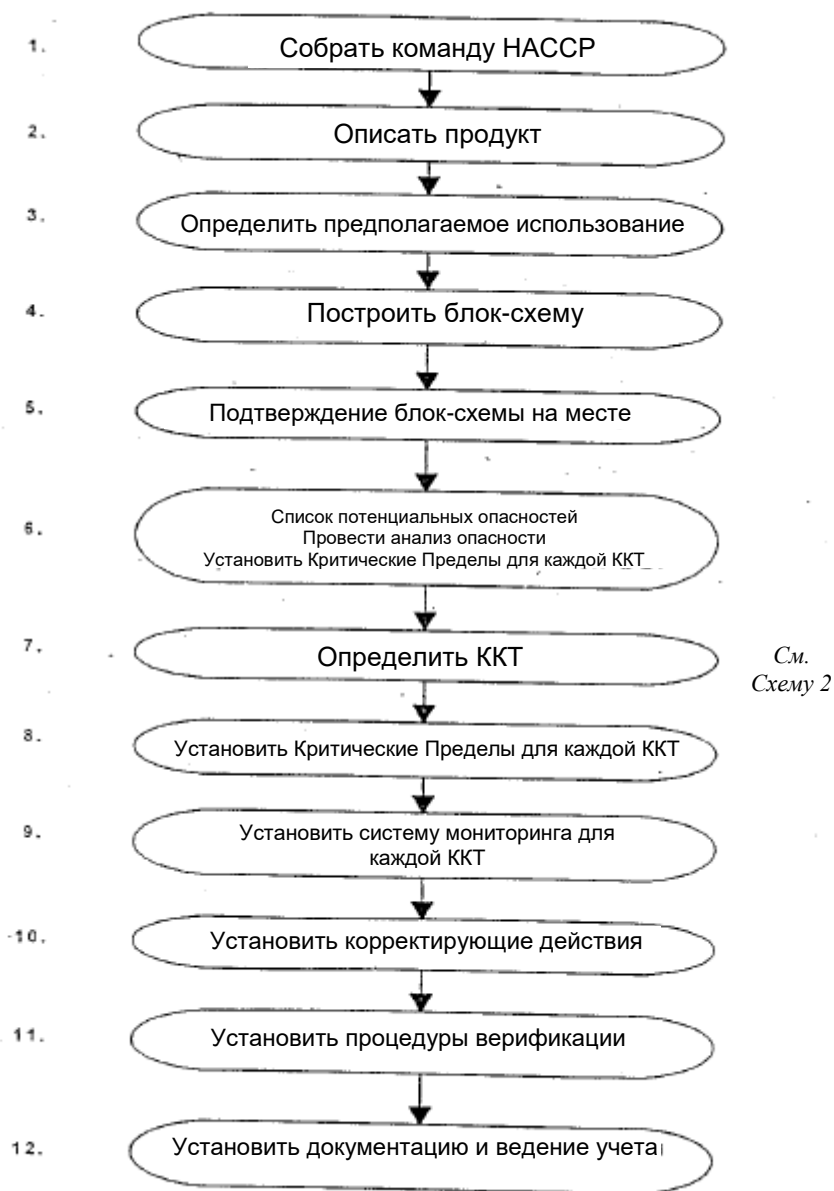 1. Собрать команду НАССР
2. Описать продукт
3. Определить предполагаемое использование
4. Построить блок-схему
5. Подтверждение блок-схемы на месте
6. Список потенциальных опасностей
Провести анализ опасности
Установить Критические Пределы для каждой ККТ
7. Определить ККТ
См.
Схему 2
8. Установить Критические Пределы для каждой ККТ
9. Установить систему мониторинга для
каждой ККТ
10. Установить корректирующие действия
11. Установить процедуры верификации
12. Установить документацию и ведение учета